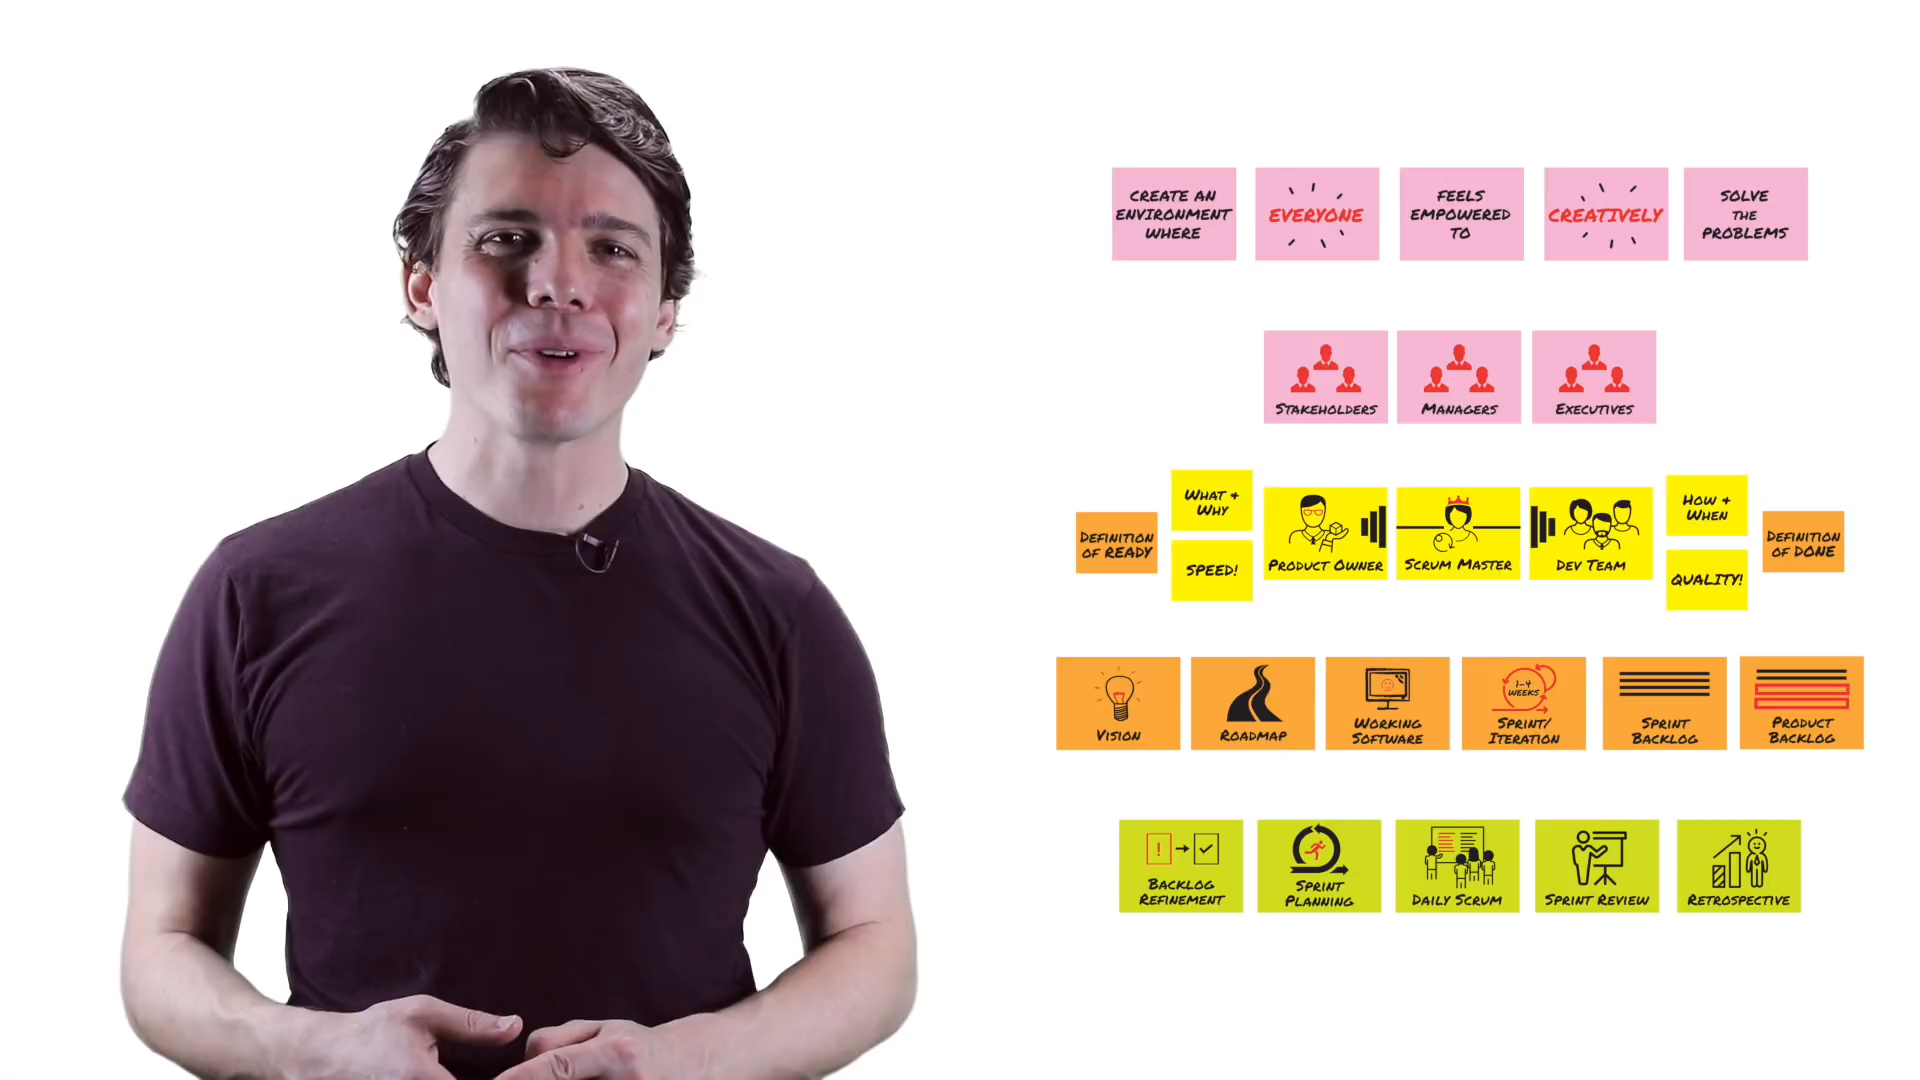 CREATE AN
ENVIRONMENT
WHERE
EVERYONE
FEELS
EMPOWERED
TO
CREATIVELY
SOLVE
THE
PROBLEMS
STAKEHOLDERS
MANAGERS
EXECUTIVES
DEFINITION
OF READY
WHAT +
WHY
SPEED!
PRODUCT OWNER
SCRUM MASTER
DEV TEAM
HOW +
WHEN
QUALITY!
DEFINITION
OF DONE
VISION
ROADMAP
WORKING
SOFTWARE
1-4
WEEKS
SPRINT/
ITERATION
SPRINT
BACKLOG
PRODUCT
BACKLOG
!
BACKLOG
REFINEMENT
SPRINT
PLANNING
DAILY SCRUM
SPRINT REVIEW
RETROSPECTIVE